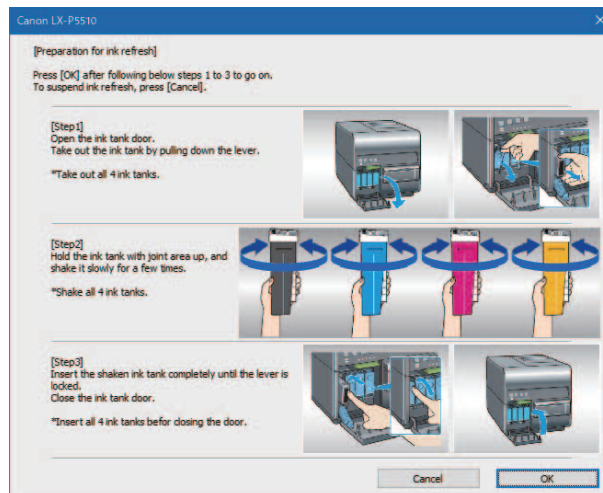 Canon LX-P5510
[Preparation for ink refresh]
Press [OK] after following below steps 1 to 3 to go on.
To suspend ink refresh, press [Cancel].
[Step1]
Open the ink tank door.
Take out the ink tank by pulling down the lever.
*Take out all 4 ink tanks.
[Step2]
Hold the ink tank with joint area up, and
shake it slowly for a few times.
*Shake all 4 ink tanks.
[Step3]
Insert the shaken ink tank completely until the lever is
locked.
Close the ink tank door.
*Insert all 4 ink tanks befor closing the door.
Cancel
OK